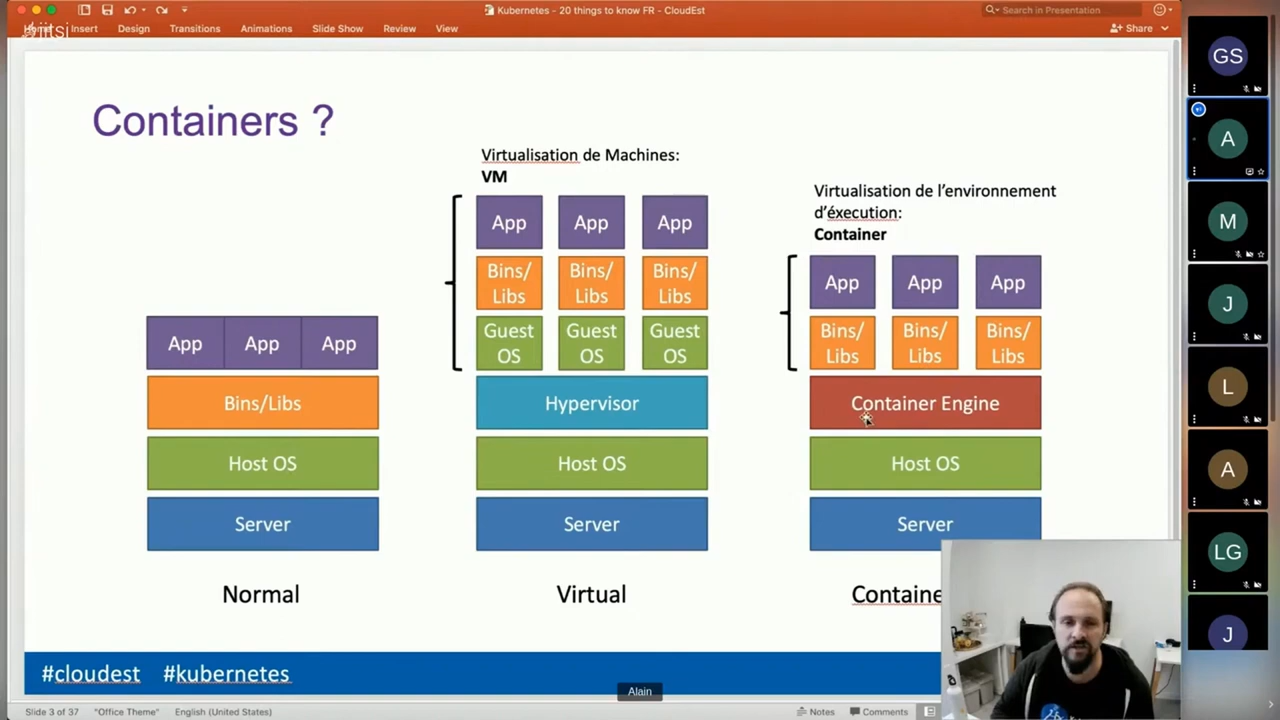 Kubernetes - 20 things to know FR - CloudEst
Search in Presentation
jitsi
Insert
Design
Transitions
Animations
Slide Show
Review
View
Share
Containers ?
Virtualisation de Machines:
VM
Virtualisation de l'environnement
d'éxecution:
Container
App App App
Bins/Libs
Host OS
Server
Normal
App App App
Bins/ Bins/ Bins/
Libs Libs Libs
Guest Guest Guest
OS OS OS
Hypervisor
Host OS
Server
Virtual
App App App
Bins/ Bins/ Bins/
Libs Libs Libs
Container Engine
Host OS
Server
#cloudest #kubernetes
Alain
Slide 3 of 37
"Office Theme"
English (United States)
Notes
Comments
GS
A
M
J
L
A
LG
J